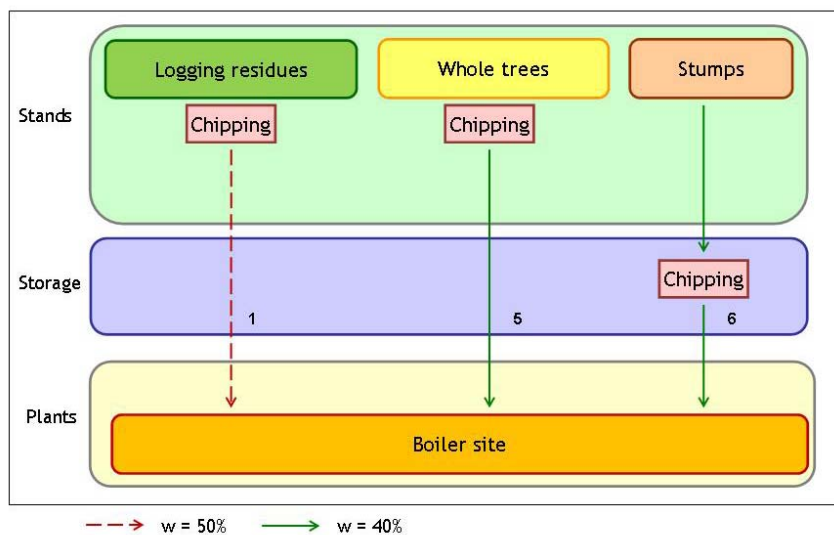 Logging residues
Whole trees
Stumps
Stands
Chipping
Chipping
Storage
Chipping
1
5
6
Plants
Boiler site
w = 50%
w = 40%